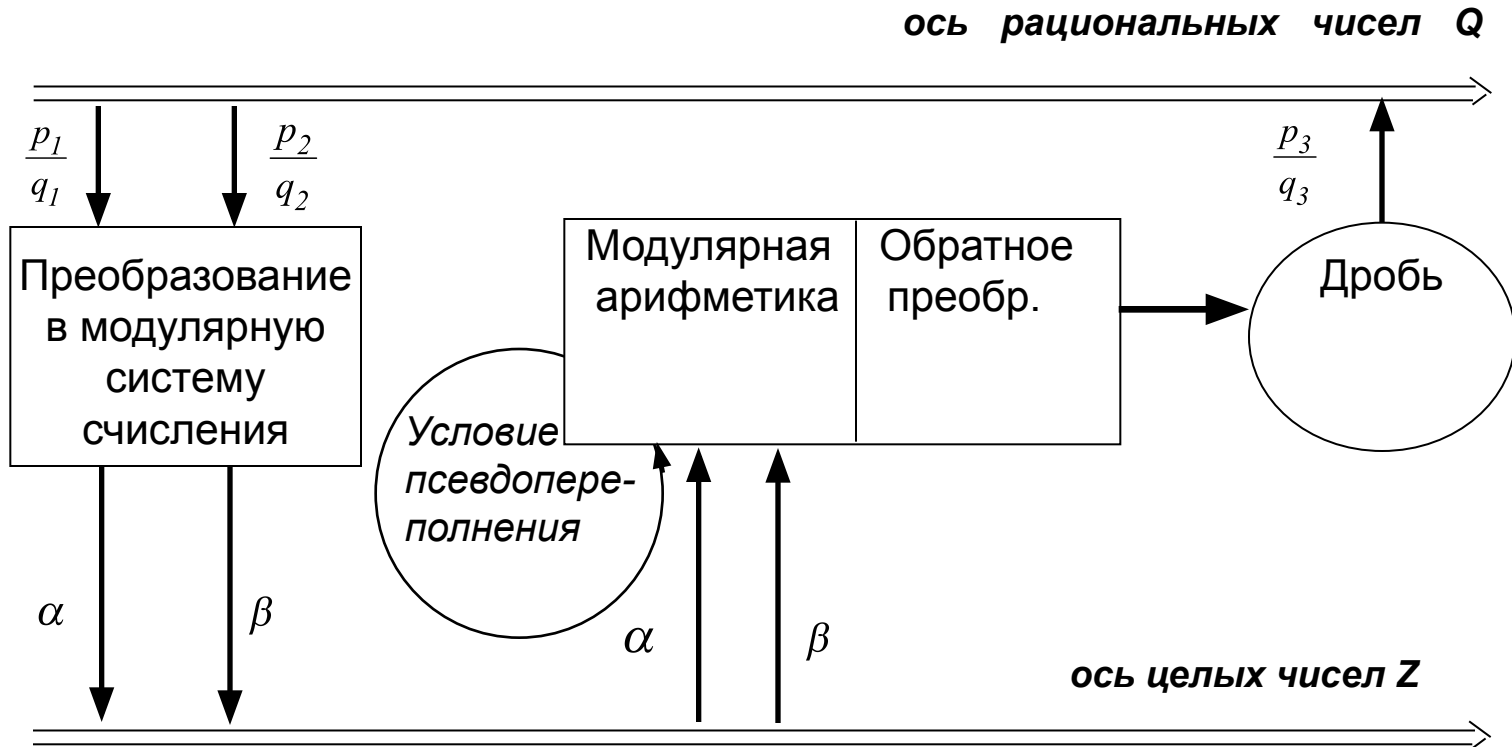 ось рациональных чисел Q
p₁
q₁
p₂
q₂
p₃
q₃
Преобразование
в модулярную
систему
счисления
Модулярная
арифметика
Обратное
преобр.
Дробь
Условие
псевдопере-
полнения
α
β
α
β
ось целых чисел Z